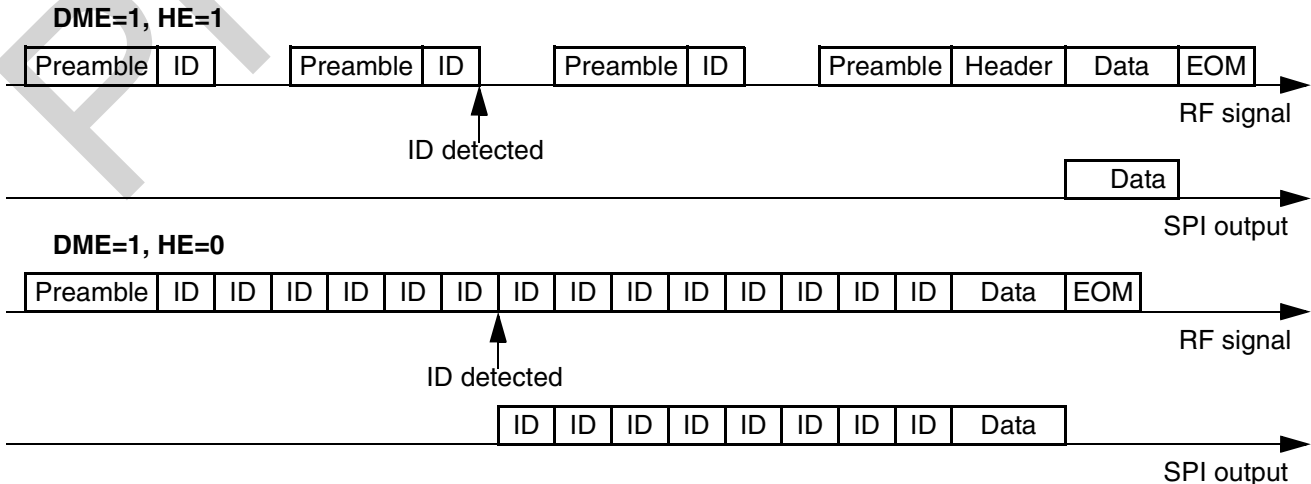 DME=1, HE=1
Preamble ID Preamble ID Preamble ID Preamble Header Data EOM
RF signal
ID detected
Data
SPI output
DME=1, HE=0
Preamble ID ID ID ID ID ID ID ID ID ID ID ID ID ID Data EOM
RF signal
ID detected
ID ID ID ID ID ID ID ID Data
SPI output